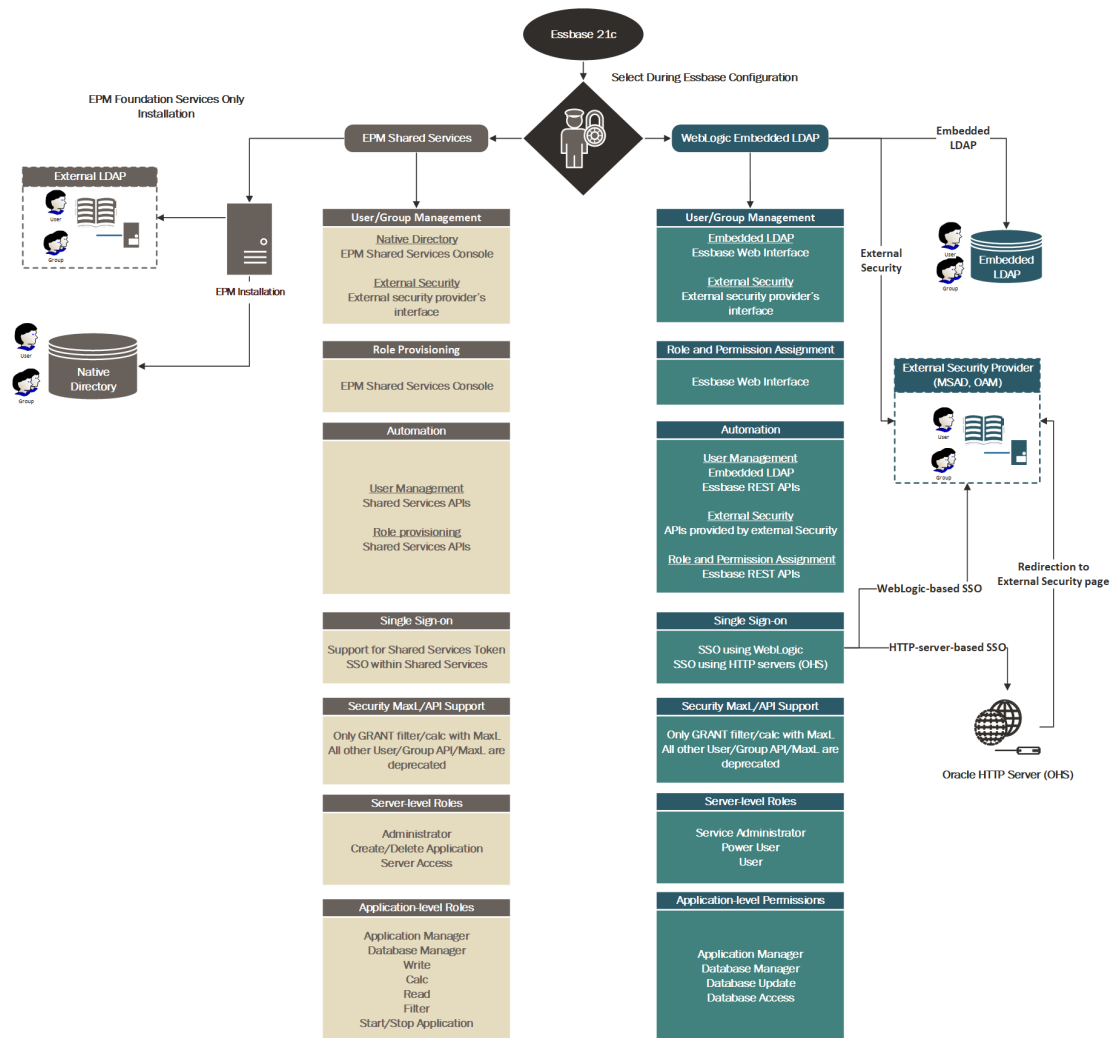 Essbase 21c
Select During Essbase Configuration
EPM Foundation Services Only
Installation
EPM Shared Services
WebLogic Embedded LDAP
Embedded
LDAP
External LDAP
User
Group
EPM Installation
User
Group
Native
Directory
User/Group Management
Native Directory
EPM Shared Services Console
External Security
External security provider's
interface
Role Provisioning
EPM Shared Services Console
Automation
User Management
Shared Services APIs
Role provisioning
Shared Services APIs
Single Sign-on
Support for Shared Services Token
SSO within Shared Services
Security MaxL/API Support
Only GRANT filter/calc with MaxL
All other User/Group API/MaxL are
deprecated
Server-level Roles
Administrator
Create/Delete Application
Server Access
Application-level Roles
Application Manager
Database Manager
Write
Calc
Read
Filter
Start/Stop Application
User/Group Management
Embedded LDAP
Essbase Web Interface
External Security
External security provider's
interface
Role and Permission Assignment
Essbase Web Interface
Automation
User Management
Embedded LDAP
Essbase REST APIs
External Security
APIs provided by external Security
Role and Permission Assignment
Essbase REST APIs
Single Sign-on
SSO using WebLogic
SSO using HTTP servers (OHS)
Security MaxL/API Support
Only GRANT filter/calc with MaxL
All other User/Group API/MaxL are
deprecated
Server-level Roles
Service Administrator
Power User
User
Application-level Permissions
Application Manager
Database Manager
Database Update
Database Access
External
Security
User
Group
Embedded
LDAP
External Security Provider
(MSAD, OAM)
User
Group
Redirection to
External Security page
WebLogic-based SSO
HTTP-server-based SSO
Oracle HTTP Server (OHS)